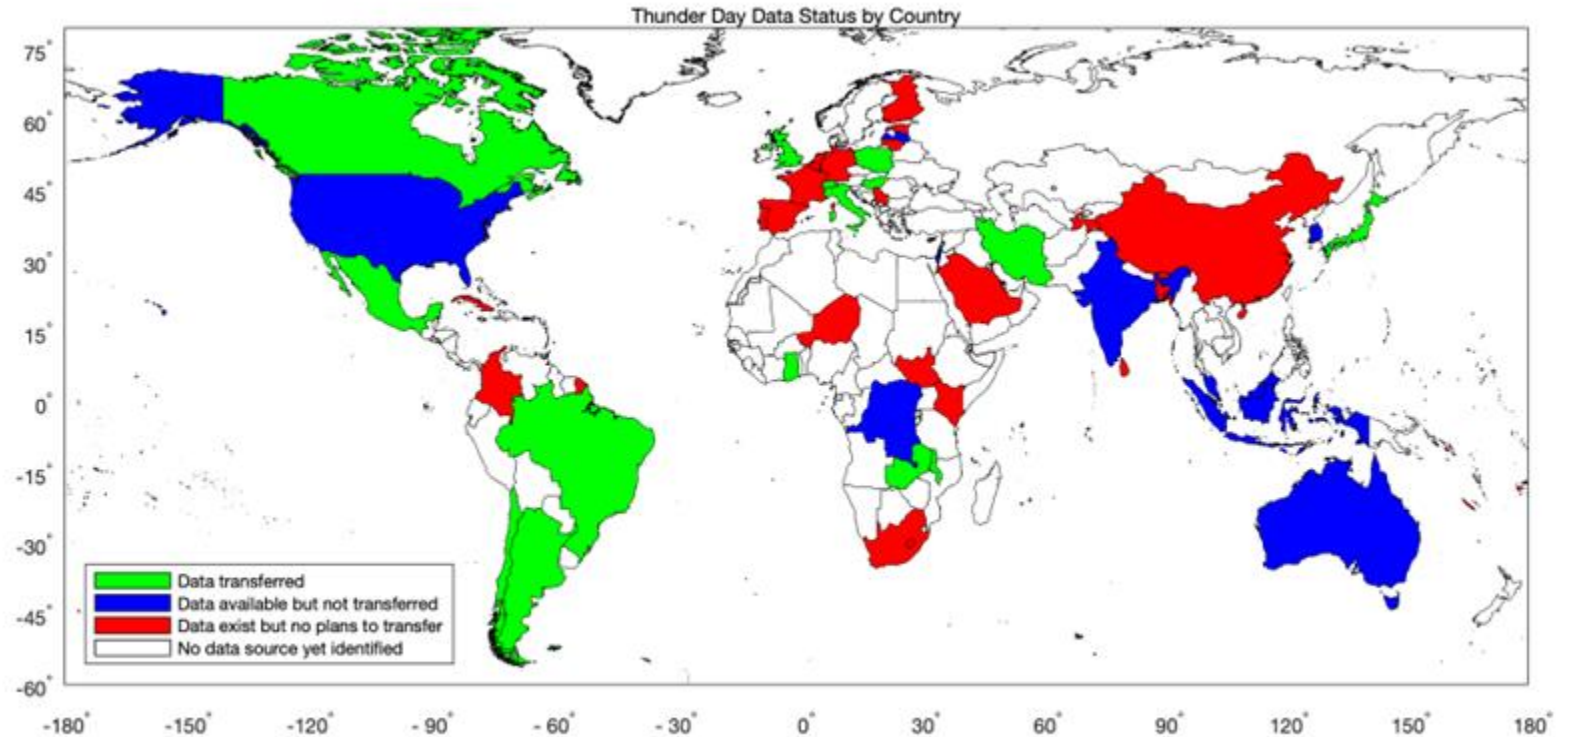 Thunder Day Data Status by Country
75°
60°
45°
30°
15°
0°
-15°
-30°
-45°
-60°
Data transferred
Data available but not transferred
Data exist but no plans to transfer
No data source yet identified
-180° -150° -120° - 90° - 60° - 30° 0° 30° 60° 90° 120° 150° 180°